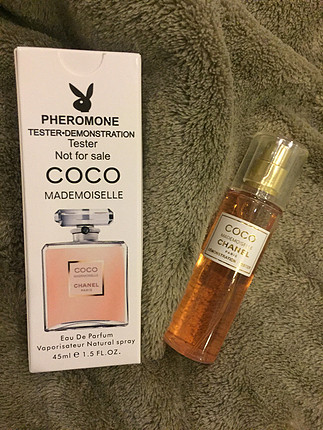 PHEROMONE
TESTER•DEMONSTRATION
Tester
Not for sale
COCO
MADEMOISELLE
COCO
MADEMOISELLE
CHANEL
PARIS
Eau De Parfum
Vaporisateur Natural spray
45ml e 1.5 FL.OZ.
COCO
CHANEL
PARIS